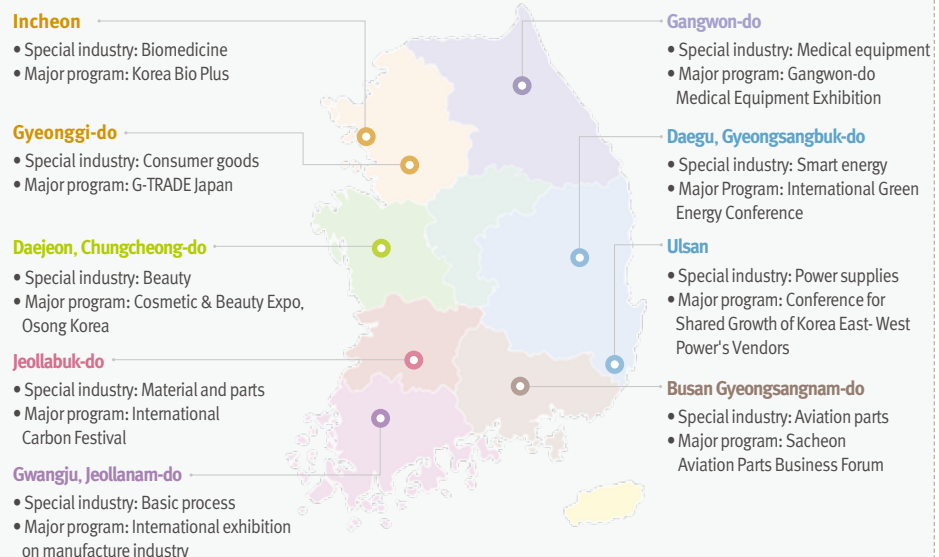 Incheon
• Special industry: Biomedicine
• Major program: Korea Bio Plus
Gyeonggi-do
• Special industry: Consumer goods
• Major program: G-TRADE Japan
Daejeon, Chungcheong-do
• Special industry: Beauty
• Major program: Cosmetic & Beauty Expo,
Osong Korea
Jeollabuk-do
• Special industry: Material and parts
• Major program: International
Carbon Festival
Gwangju, Jeollanam-do
• Special industry: Basic process
• Major program: International exhibition
on manufacture industry
Gangwon-do
• Special industry: Medical equipment
• Major program: Gangwon-do
Medical Equipment Exhibition
Daegu, Gyeongsangbuk-do
• Special industry: Smart energy
• Major Program: International Green
Energy Conference
Ulsan
• Special industry: Power supplies
• Major program: Conference for
Shared Growth of Korea East- West
Power's Vendors
Busan Gyeongsangnam-do
• Special industry: Aviation parts
• Major program: Sacheon
Aviation Parts Business Forum